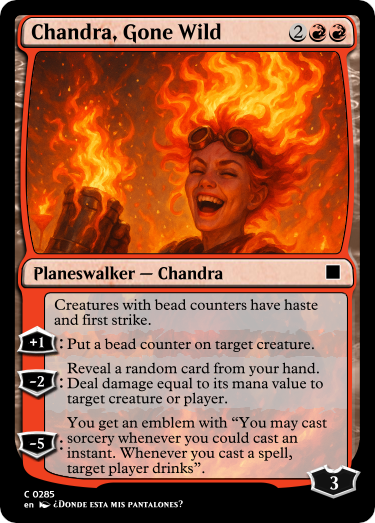 Chandra, Gone Wild 2
Planeswalker — Chandra
Creatures with bead counters have haste
and first strike.
+1: Put a bead counter on target creature.
Reveal a random card from your hand.
-2: Deal damage equal to its mana value to
target creature or player.
You get an emblem with “You may cast
-5: sorcery whenever you could cast an
instant. Whenever you cast a spell,
target player drinks”.
3
C 0285
en ¿DONDE ESTA MIS PANTALONES?